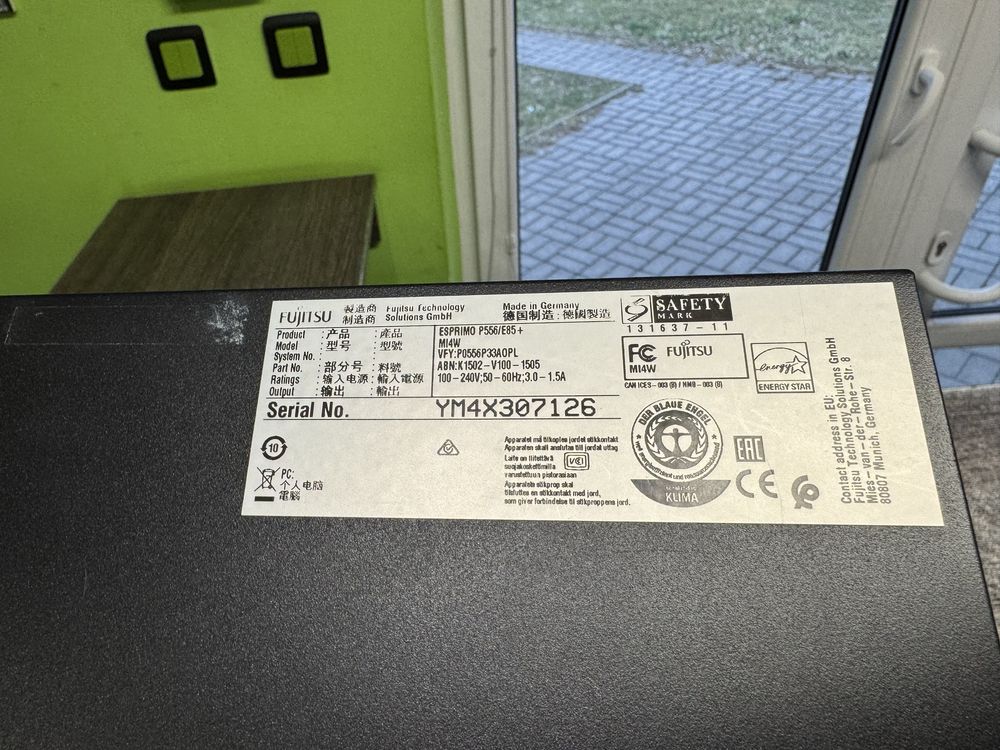 FUJITSU
製造商 Fujitsu Technology
制造商 Solutions GmbH
Made in Germany
德国制造 : 德國製造
Product : 产品 : 產品 ESPRIMO P556/E85+
Model : 型号 : 型號 MI4W
System No. : : VFY:P0556P33AOPL
Part No. : 部分号 : 料號 ABN:K1502-V100-1505
Ratings : 输入电源 : 輸入電源 100-240V;50-60Hz;3.0-1.5A
Output : 输出 : 輸出
Serial No. YM4X307126
S SAFETY
MARK
131637-11
FC FUJITSU
MI4W
CAN ICES-003 (B) / NMB-003 (B)
energy
ENERGY STAR
10
PC:
个人电脑
電腦
Apparatet må tilkoples jordet stikkontakt
Apparaten skall anslutas till jordat uttag
Laite on liitettävä
suojakoskettimilla
varustettuun pistorasiaan
VCI
Apparatets stikprop skal
tilsluttes en stikkontakt med jord,
som giver forbindelse til stikproppens jord.
DER BLAUE ENGEL
KLIMA
EAC
CE
Contact address in EU:
Fujitsu Technology Solutions GmbH
Mies-van-der-Rohe-Str. 8
80807 Munich, Germany